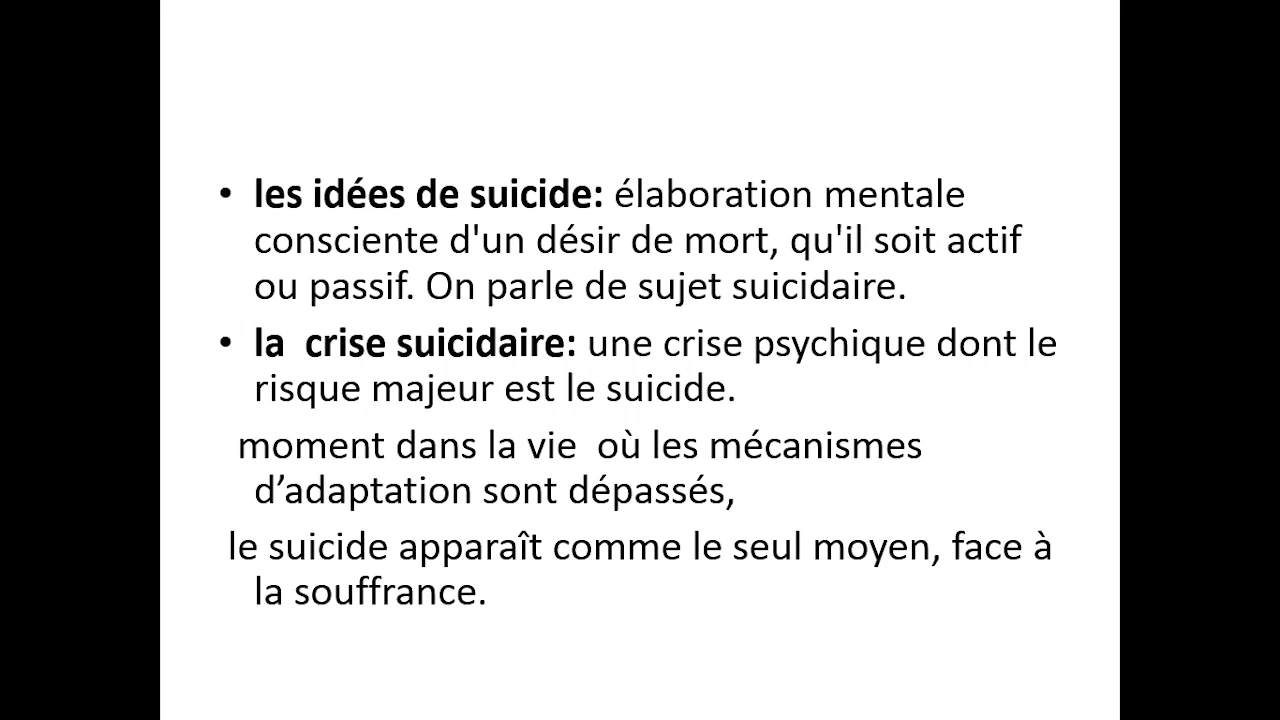 • les idées de suicide: élaboration mentale
consciente d'un désir de mort, qu'il soit actif
ou passif. On parle de sujet suicidaire.
• la  crise suicidaire: une crise psychique dont le
risque majeur est le suicide.
moment dans la vie  où les mécanismes
d’adaptation sont dépassés,
le suicide apparaît comme le seul moyen, face à
la souffrance.